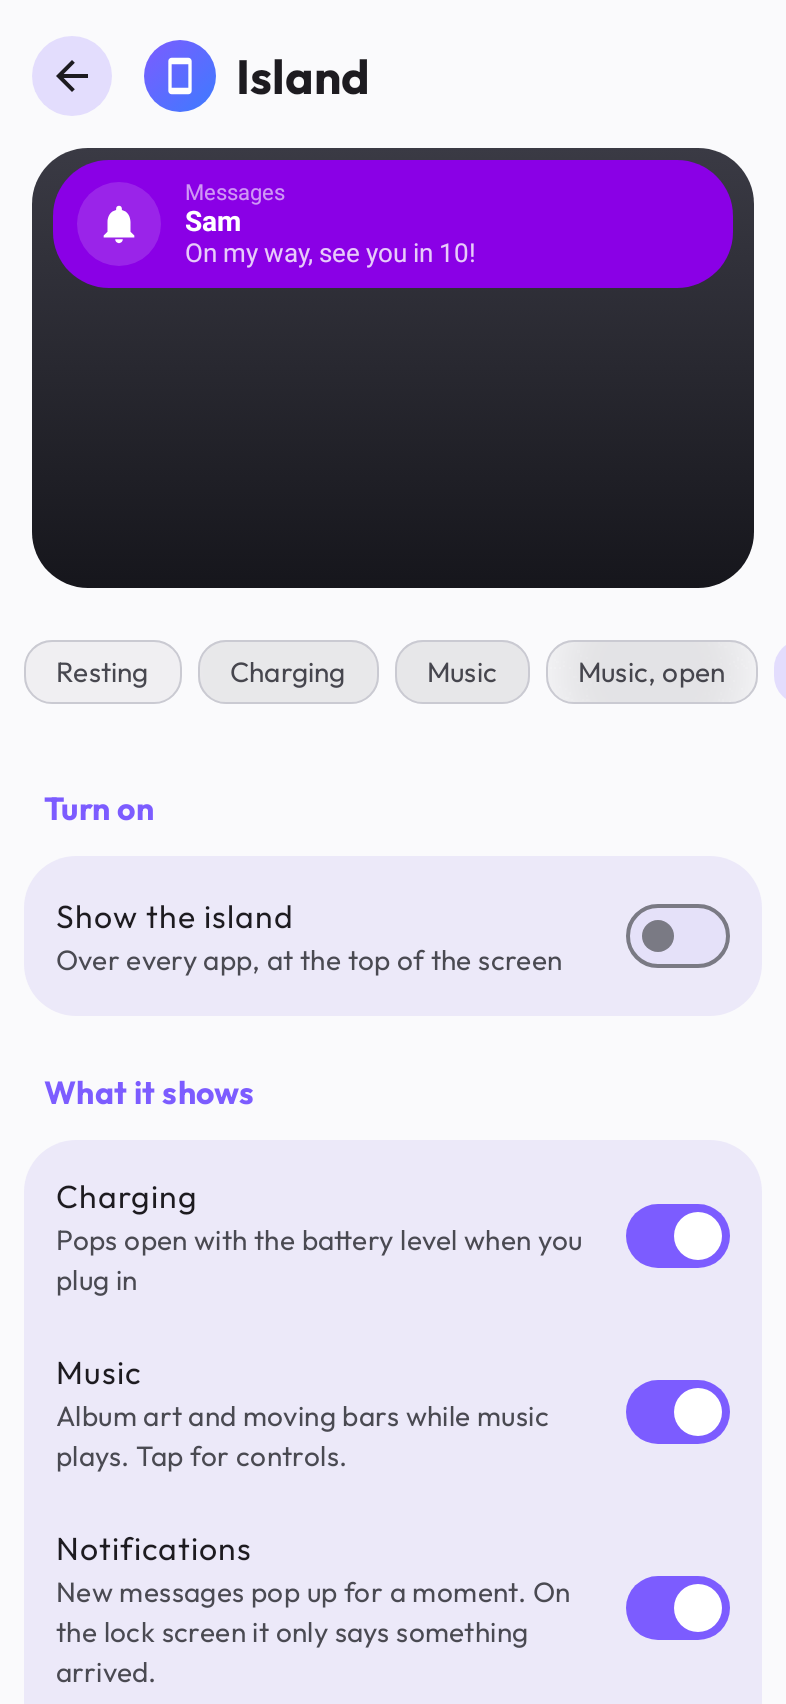 Island
Messages
Sam
On my way, see you in 10!
Resting
Charging
Music
Music, open
Turn on
Show the island
Over every app, at the top of the screen
What it shows
Charging
Pops open with the battery level when you
plug in
Music
Album art and moving bars while music
plays. Tap for controls.
Notifications
New messages pop up for a moment. On
the lock screen it only says something
arrived.